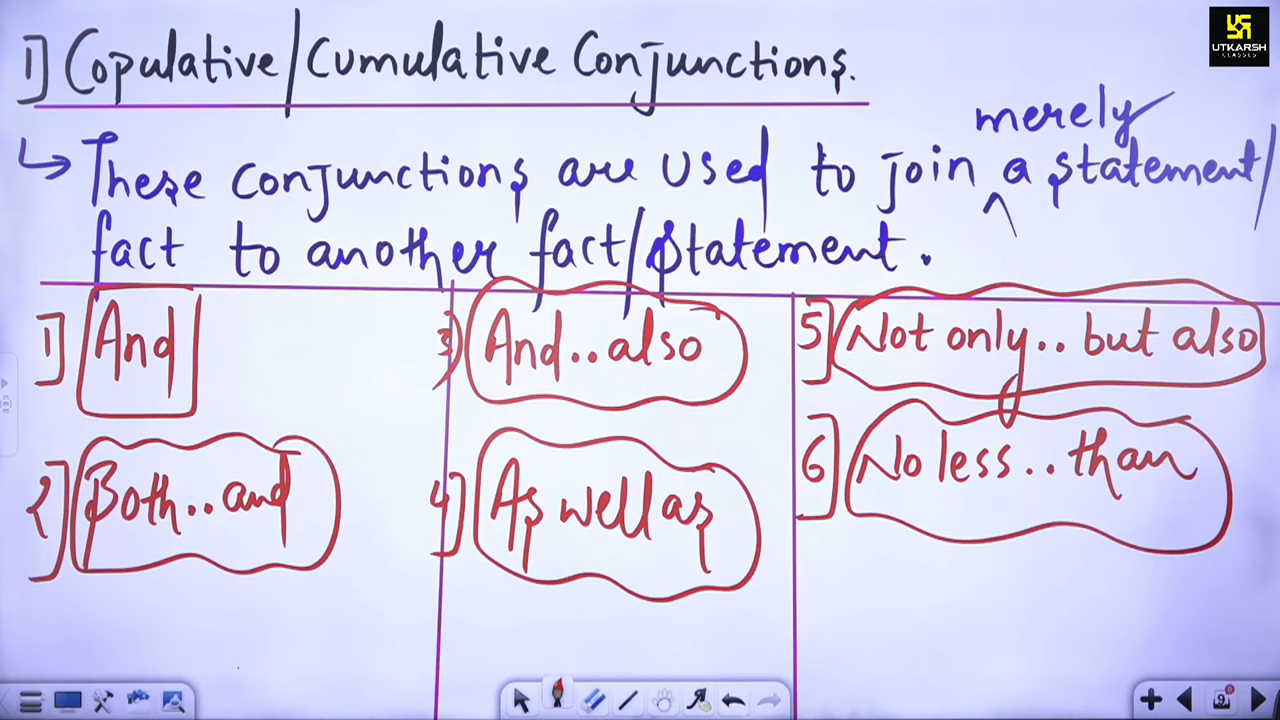 UTKARSH
CLASSES
1] Copulative/Cumulative Conjunctions.
merely
↳ These conjunctions are used to join ^ a statement/
fact to another fact/statement.
1] And
2] Both.. and
3) And..also
4] As well as
5] Not only.. but also
6] No less.. than
9